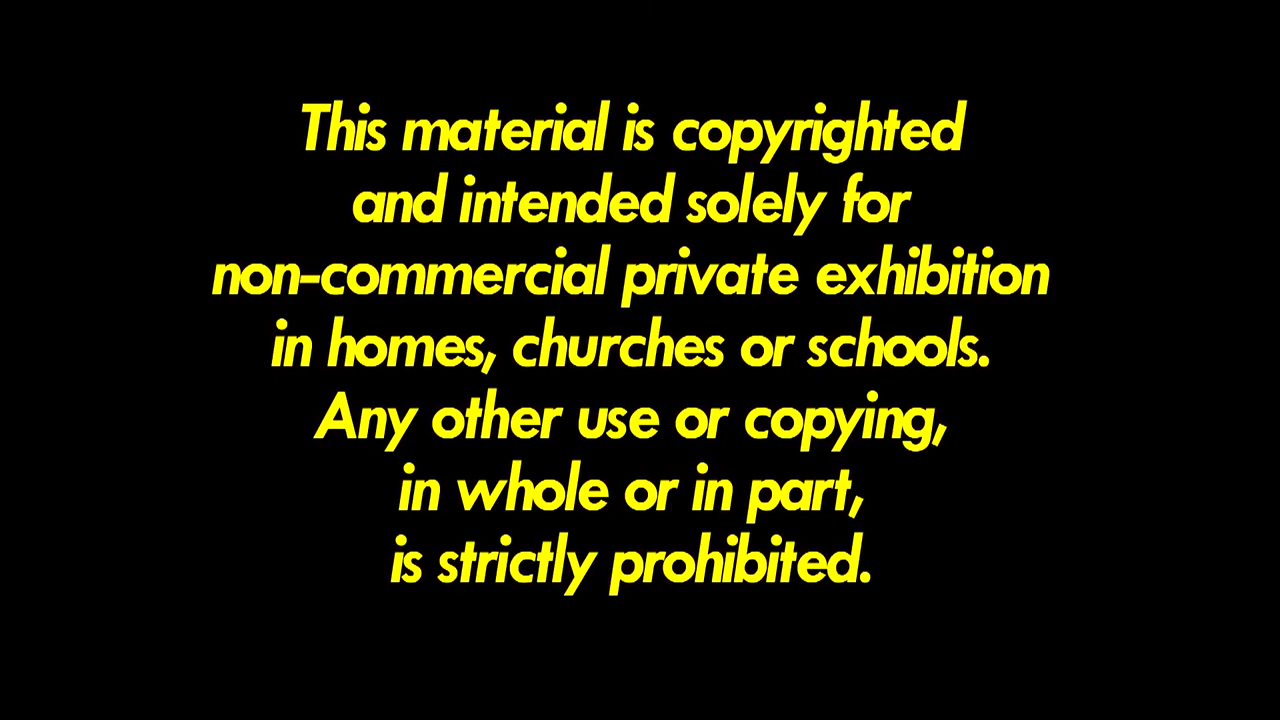 This material is copyrighted
and intended solely for
non-commercial private exhibition
in homes, churches or schools.
Any other use or copying,
in whole or in part,
is strictly prohibited.